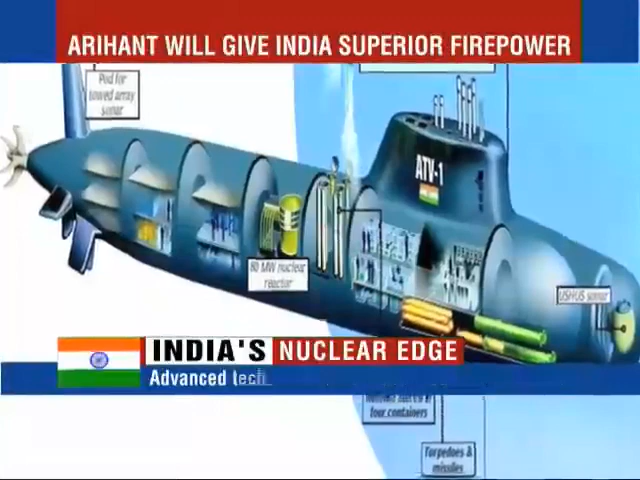 ARIHANT WILL GIVE INDIA SUPERIOR FIREPOWER
Pod for
towed array
sonar
ATV-1
80 MW nuclear
reactor
USHUS sonar
INDIA'S NUCLEAR EDGE
Advanced tech
four containers
Torpedoes &
missiles